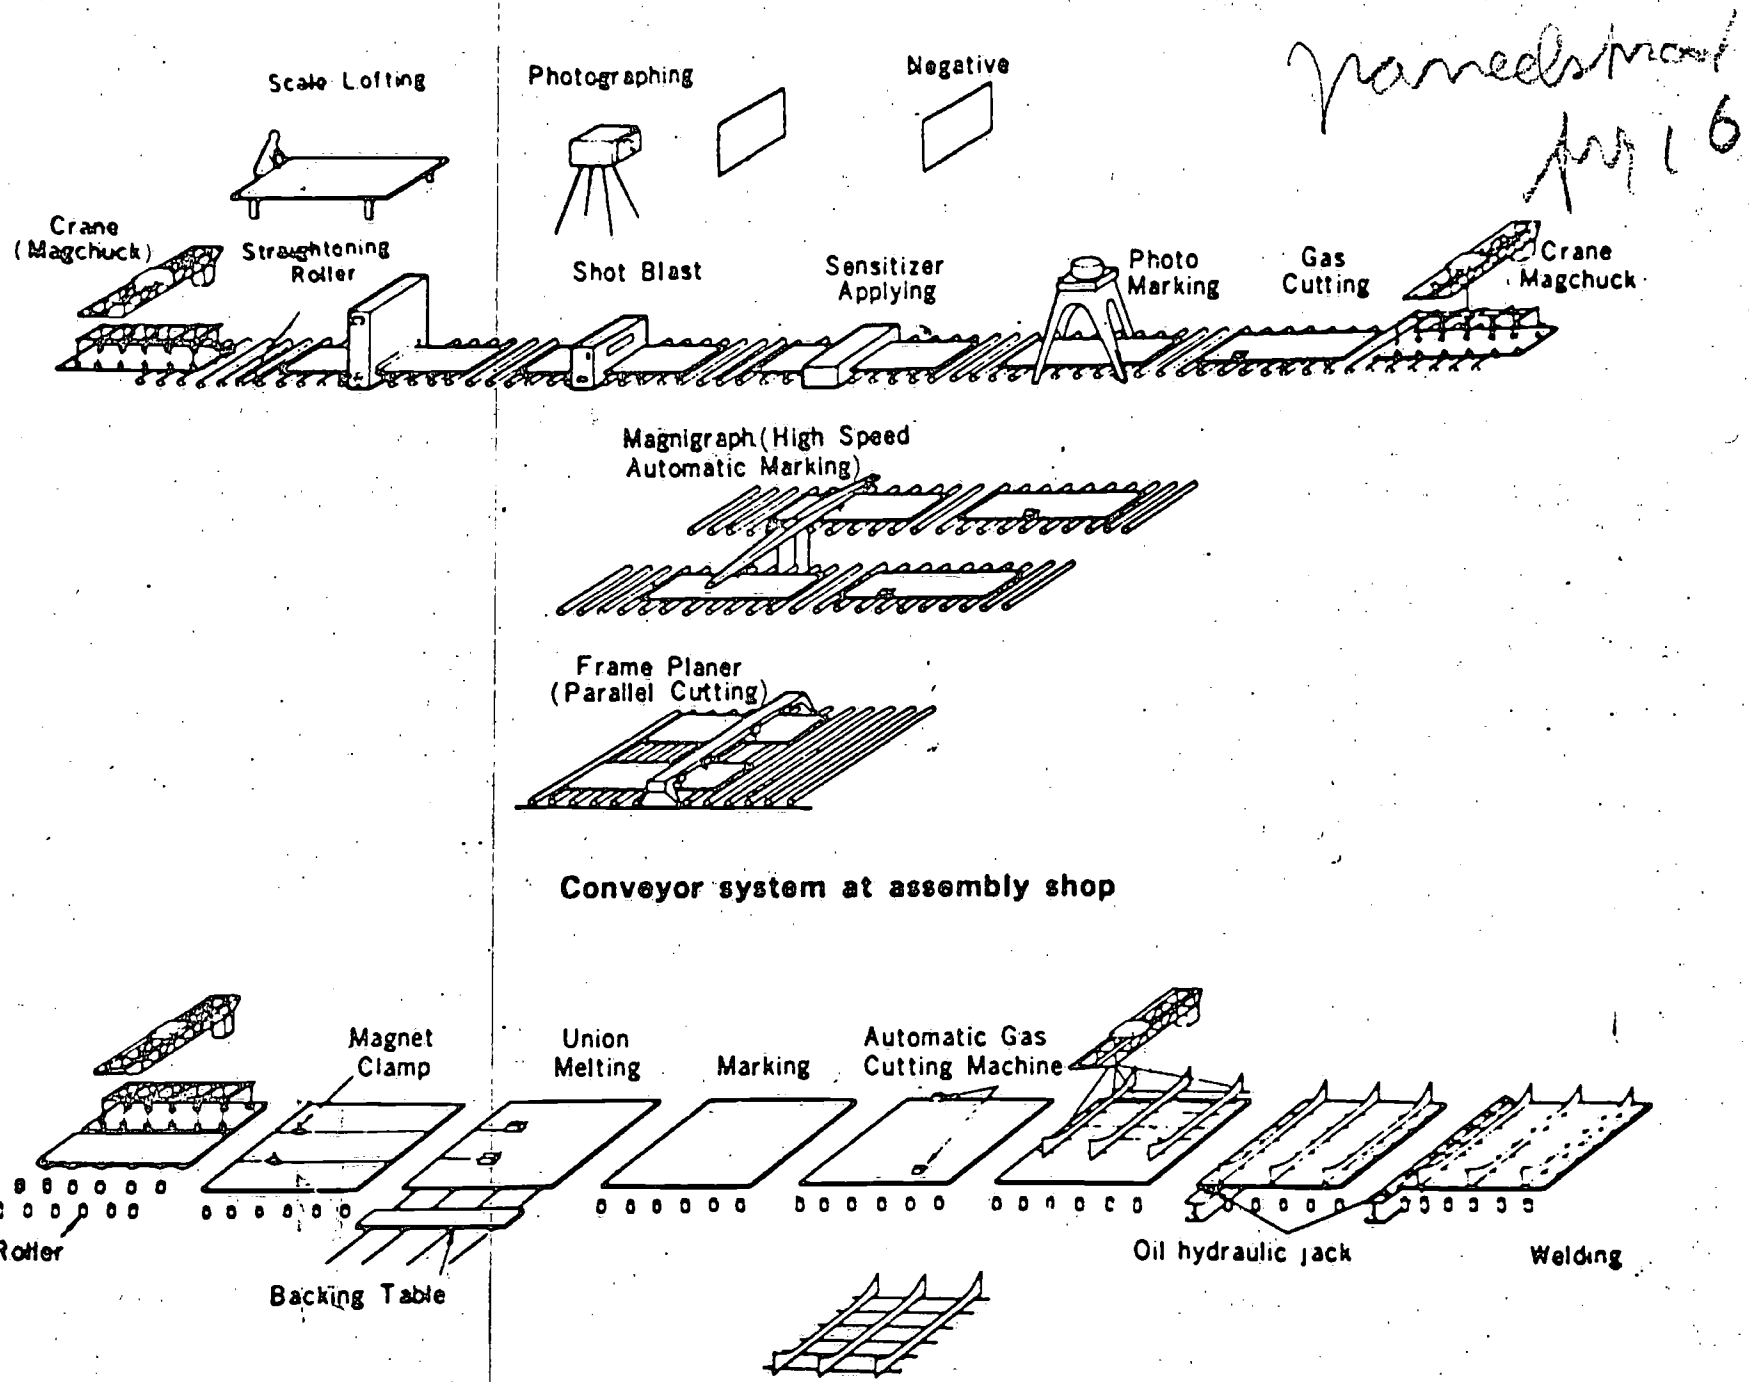 Scale Lofting
Photographing
Negative
6
Crane
(Magchuck)
Straightening
Roller
Shot Blast
Sensitizer
Applying
Photo
Marking
Gas
Cutting
Crane
Magchuck
Magnigraph (High Speed
Automatic Marking)
Frame Planer
(Parallel Cutting)
Conveyor system at assembly shop
Magnet
Clamp
Union
Melting
Marking
Automatic Gas
Cutting Machine
Roller
Backing Table
Oil hydraulic jack
Welding